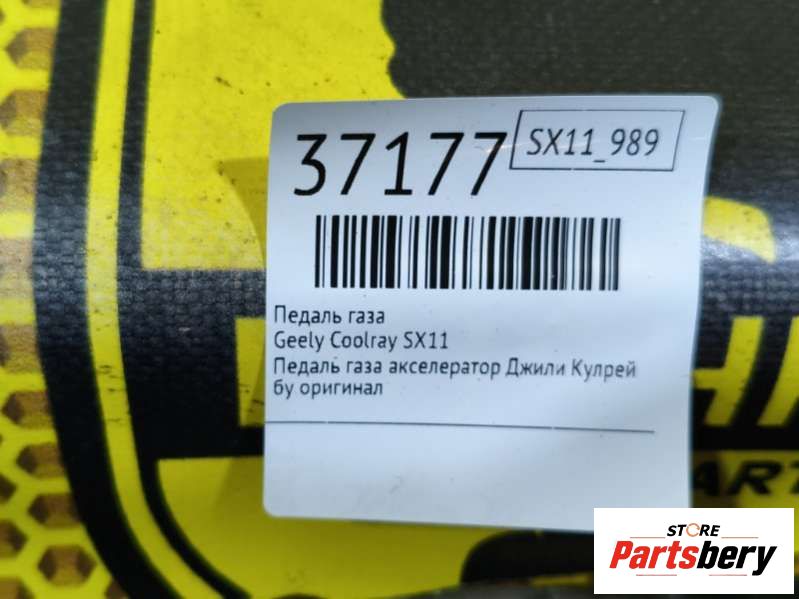 37177
SX11_989
Педаль газа
Geely Coolray SX11
Педаль газа акселератор Джили Кулрей
бу оригинал
STORE
Partsbery